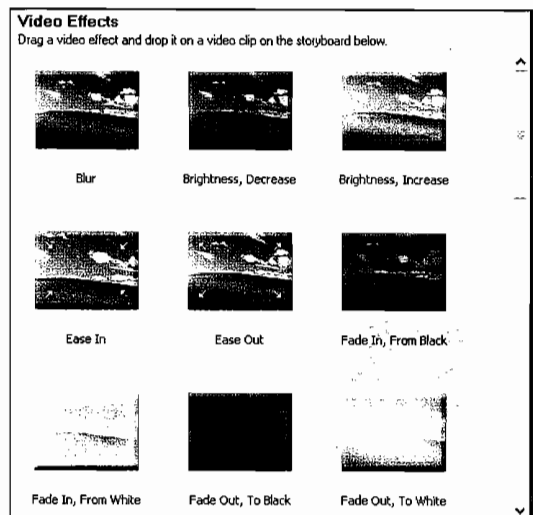 Video Effects
Drag a video effect and drop it on a video clip on the storyboard below.
Blur
Brightness, Decrease
Brightness, Increase
Ease In
Ease Out
Fade In, From Black
Fade In, From White
Fade Out, To Black
Fade Out, To White